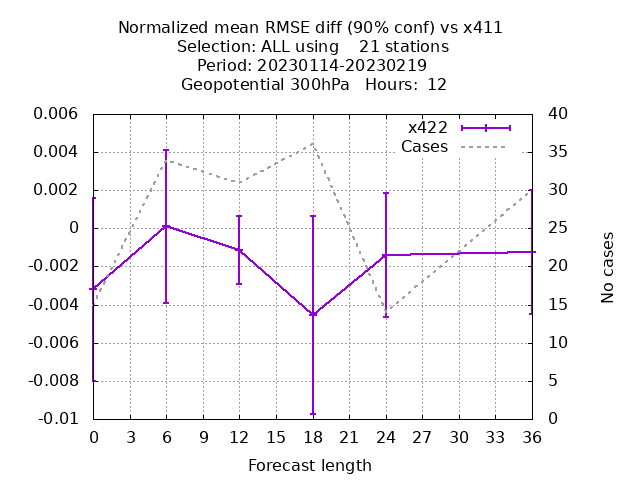 Normalized mean RMSE diff (90% conf) vs x411
Selection: ALL using    21 stations
Period: 20230114-20230219
Geopotential 300hPa   Hours:  12
x422
Cases
0.006
0.004
0.002
0
-0.002
-0.004
-0.006
-0.008
-0.01
40
35
30
25
20
15
10
5
0
No cases
0 3 6 9 12 15 18 21 24 27 30 33 36
Forecast length